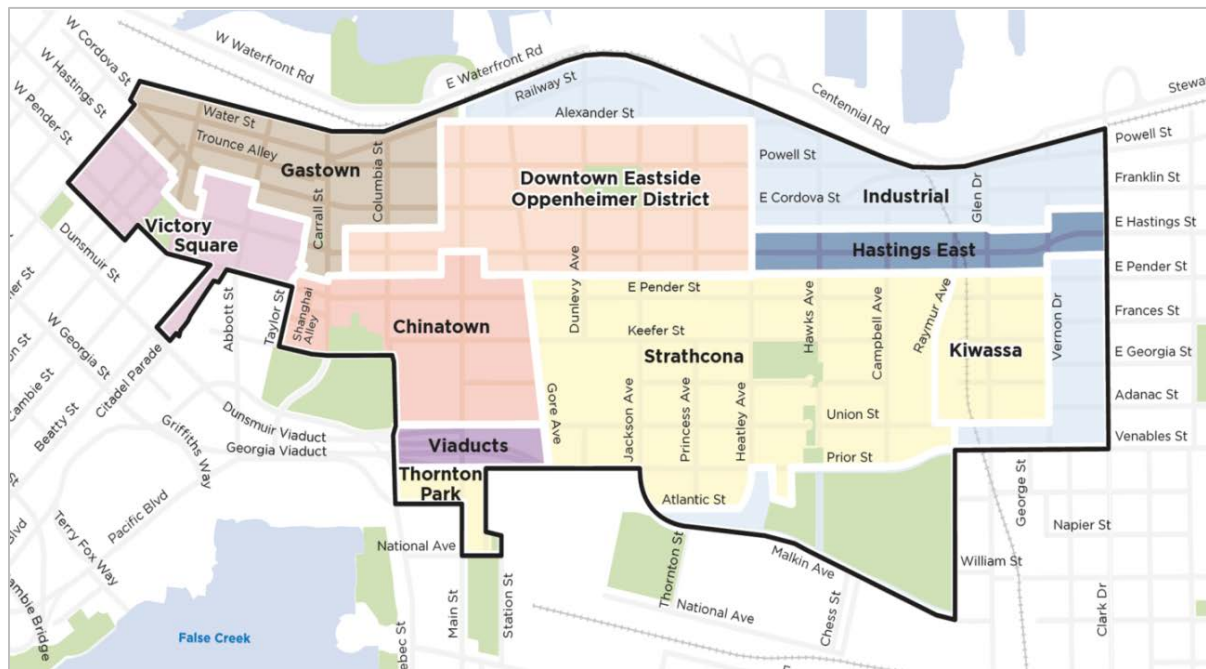 W Cordova St
W Hastings St
W Pender St
W Waterfront Rd
E Waterfront Rd
Railway St
Alexander St
Centennial Rd
Water St
Trounce Alley
Gastown
Columbia St
Carrall St
Downtown Eastside
Oppenheimer District
Powell St
E Cordova St
Industrial
Glen Dr
Powell St
Franklin St
E Hastings St
E Pender St
Frances St
E Georgia St
Adanac St
Venables St
Victory
Square
Hastings East
Dunsmuir St
W Georgia St
Beatty St
Citadel Parade
Abbott St
Taylor St
Shanghai
Alley
Chinatown
Dunlevy Ave
E Pender St
Keefer St
Strathcona
Hawks Ave
Campbell Ave
Raymur Ave
Kiwassa
Vernon Dr
Gore Ave
Jackson Ave
Princess Ave
Heatley Ave
Union St
Prior St
Dunsmuir Viaduct
Georgia Viaduct
Griffiths Way
Pacific Blvd
Terry Fox Way
Viaducts
Thornton
Park
Atlantic St
National Ave
Main St
Station St
Thornton St
National Ave
Malkin Ave
Chess St
William St
George St
Napier St
Clark Dr
False Creek